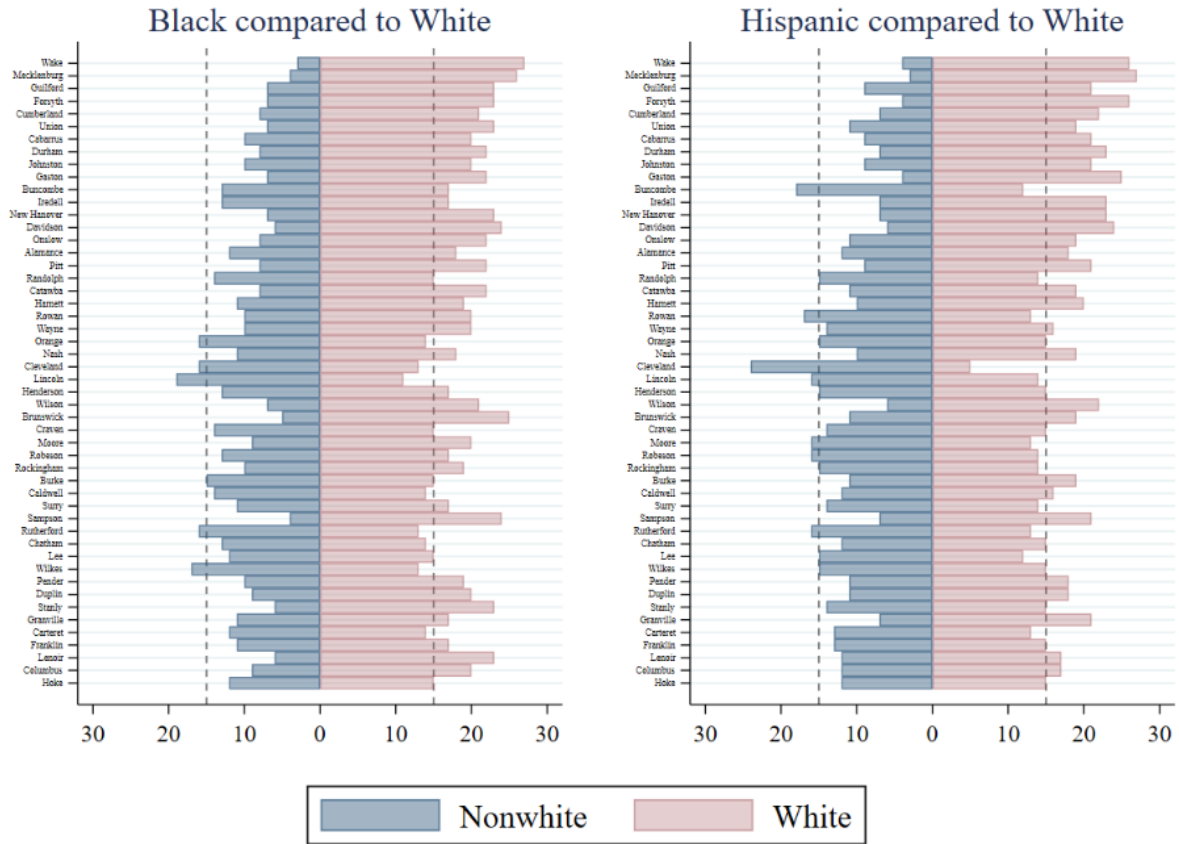 Black compared to White
Wake
Mecklenburg
Guilford
Forsyth
Cumberland
Union
Cabarrus
Durham
Johnston
Gaston
Buncombe
Iredell
New Hanover
Davidson
Onslow
Alamance
Pitt
Randolph
Catawba
Harnett
Rowan
Wayne
Orange
Nash
Cleveland
Lincoln
Henderson
Wilson
Brunswick
Craven
Moore
Robeson
Rockingham
Burke
Caldwell
Surry
Sampson
Rutherford
Chatham
Lee
Wilkes
Pender
Duplin
Stanly
Granville
Carteret
Franklin
Lenoir
Columbus
Hoke
30 20 10 0 10 20 30
Hispanic compared to White
Wake
Mecklenburg
Guilford
Forsyth
Cumberland
Union
Cabarrus
Durham
Johnston
Gaston
Buncombe
Iredell
New Hanover
Davidson
Onslow
Alamance
Pitt
Randolph
Catawba
Harnett
Rowan
Wayne
Orange
Nash
Cleveland
Lincoln
Henderson
Wilson
Brunswick
Craven
Moore
Robeson
Rockingham
Burke
Caldwell
Surry
Sampson
Rutherford
Chatham
Lee
Wilkes
Pender
Duplin
Stanly
Granville
Carteret
Franklin
Lenoir
Columbus
Hoke
30 20 10 0 10 20 30
Nonwhite White